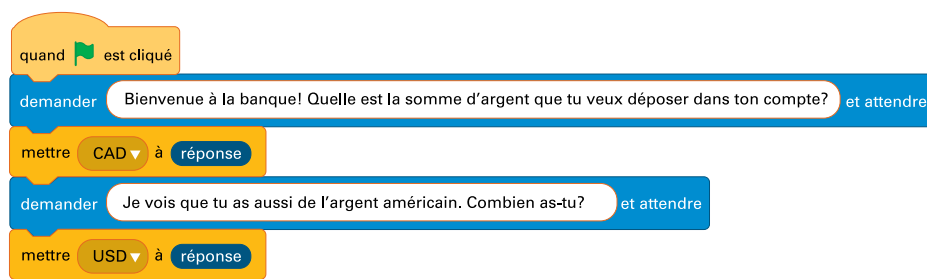 quand est cliqué
demander Bienvenue à la banque! Quelle est la somme d'argent que tu veux déposer dans ton compte? et attendre
mettre CAD à réponse
demander Je vois que tu as aussi de l'argent américain. Combien as-tu? et attendre
mettre USD à réponse